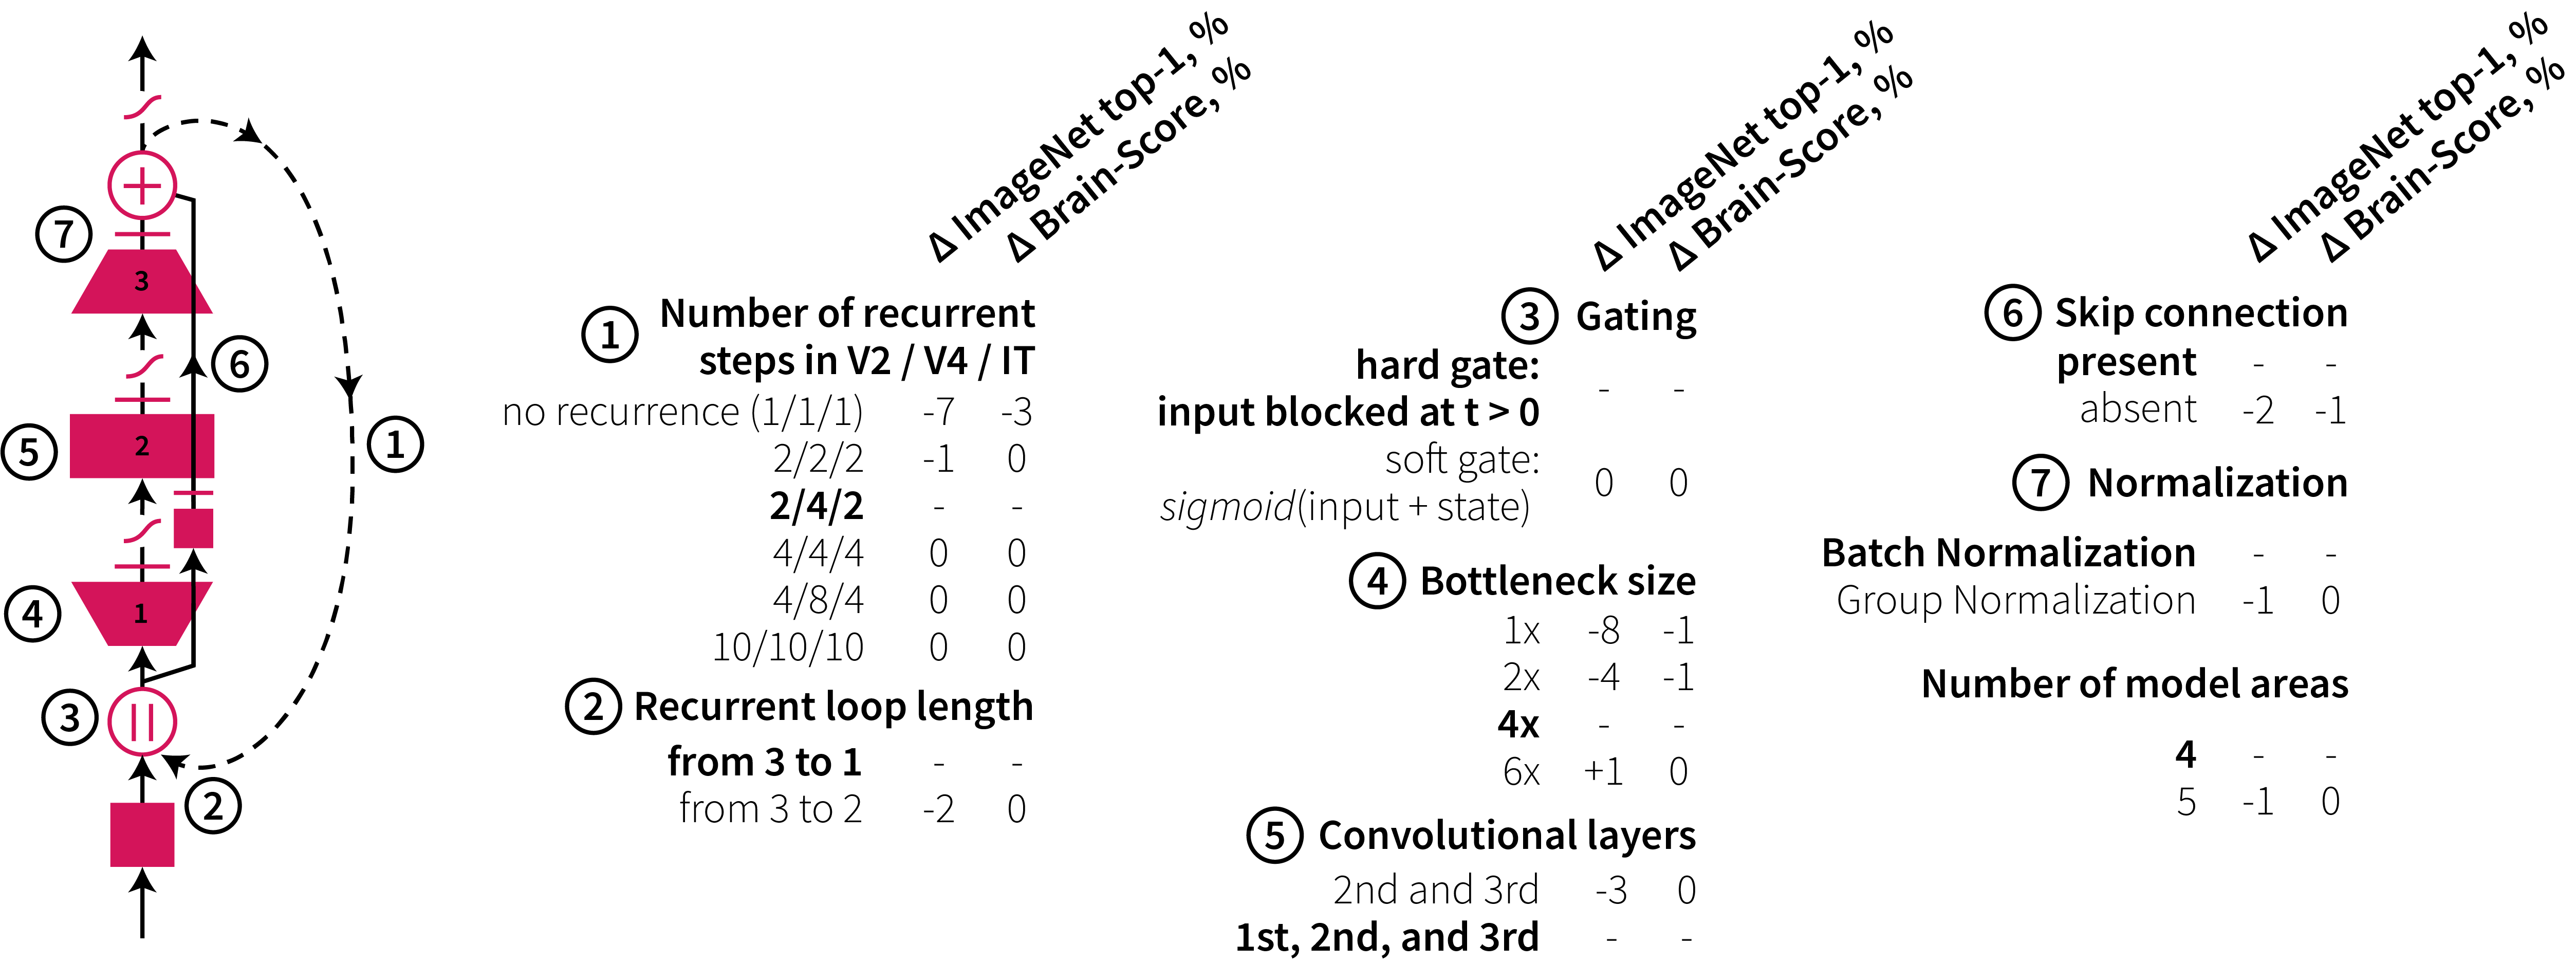 7
3
6
5
2
1
4
1
3
2
Δ ImageNet top-1, %
Δ Brain-Score, %
1 Number of recurrent
steps in V2 / V4 / IT
no recurrence (1/1/1) -7 -3
2/2/2 -1 0
2/4/2 - -
4/4/4 0 0
4/8/4 0 0
10/10/10 0 0
2 Recurrent loop length
from 3 to 1 - -
from 3 to 2 -2 0
Δ ImageNet top-1, %
Δ Brain-Score, %
3 Gating
hard gate:
input blocked at t > 0 - -
soft gate:
sigmoid(input + state) 0 0
4 Bottleneck size
1x -8 -1
2x -4 -1
4x - -
6x +1 0
5 Convolutional layers
2nd and 3rd -3 0
1st, 2nd, and 3rd - -
Δ ImageNet top-1, %
Δ Brain-Score, %
6 Skip connection
present - -
absent -2 -1
7 Normalization
Batch Normalization - -
Group Normalization -1 0
Number of model areas
4 - -
5 -1 0